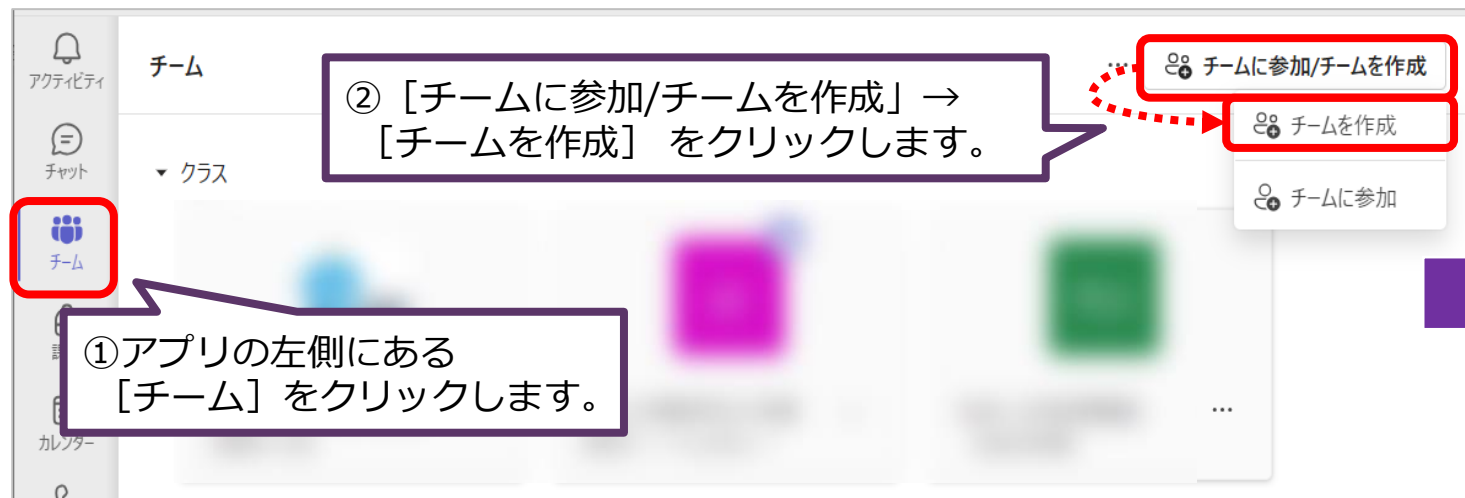 アクティビティ
チーム
… チームに参加/チームを作成
②［チームに参加/チームを作成」→
［チームを作成］ をクリックします。
チームを作成
チャット
▼ クラス
チームに参加
チーム
①アプリの左側にある
［チーム］をクリックします。
…
カレンダー